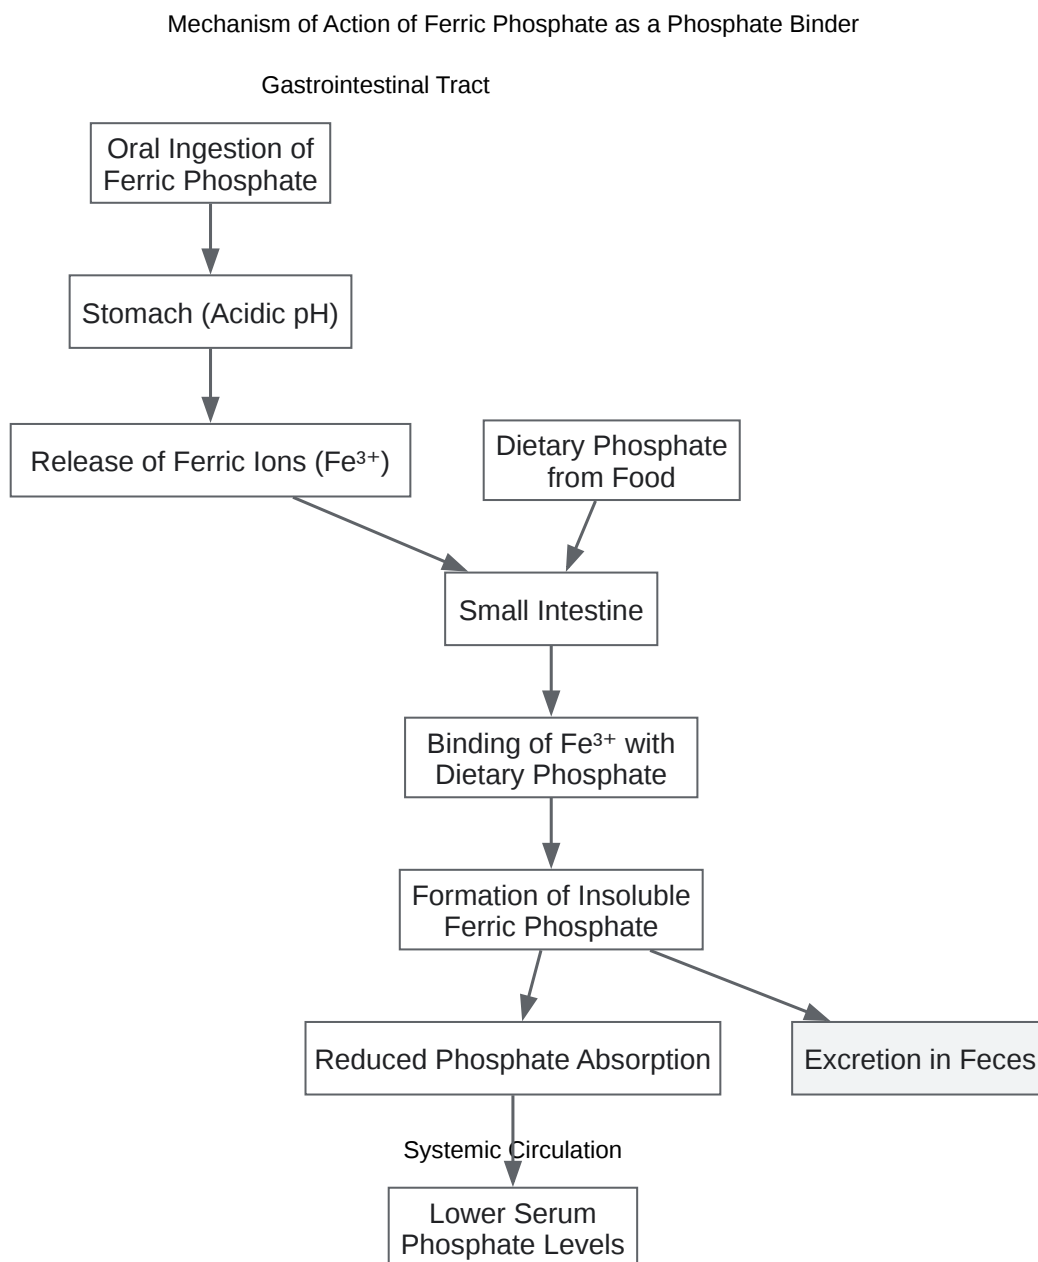 Mechanism of Action of Ferric Phosphate as a Phosphate Binder
Gastrointestinal Tract
Oral Ingestion of
Ferric Phosphate
Stomach (Acidic pH)
Release of Ferric Ions (Fe³⁺)
Dietary Phosphate
from Food
Small Intestine
Binding of Fe³⁺ with
Dietary Phosphate
Formation of Insoluble
Ferric Phosphate
Reduced Phosphate Absorption
Excretion in Feces
Systemic Circulation
Lower Serum
Phosphate Levels